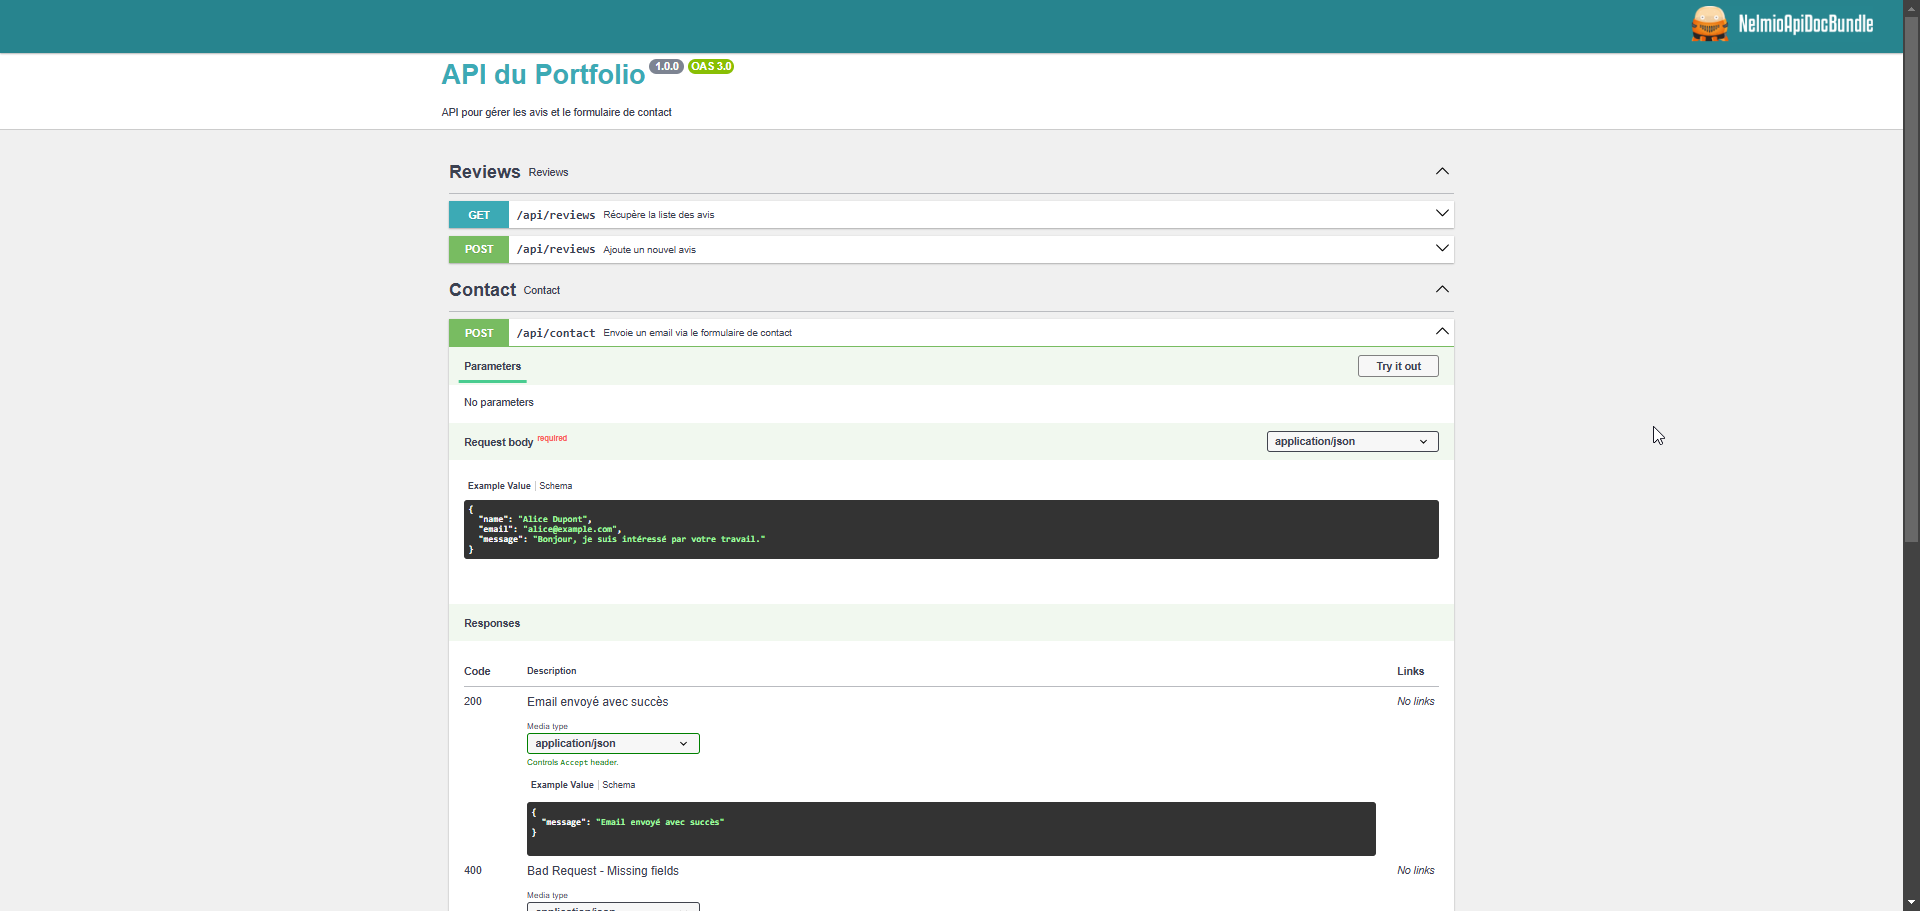 NelmioApiDocBundle
API du Portfolio 1.0.0 OAS 3.0
API pour gérer les avis et le formulaire de contact
Reviews Reviews
GET /api/reviews Récupère la liste des avis
POST /api/reviews Ajoute un nouvel avis
Contact Contact
POST /api/contact Envoie un email via le formulaire de contact
Parameters Try it out
No parameters
Request body required application/json
Example Value | Schema
{
"name": "Alice Dupont",
"email": "alice@example.com",
"message": "Bonjour, je suis intéressé par votre travail."
}
Responses
Code Description Links
200 Email envoyé avec succès No links
Media type
application/json
Controls Accept header.
Example Value | Schema
{
"message": "Email envoyé avec succès"
}
400 Bad Request - Missing fields No links
Media type
application/json